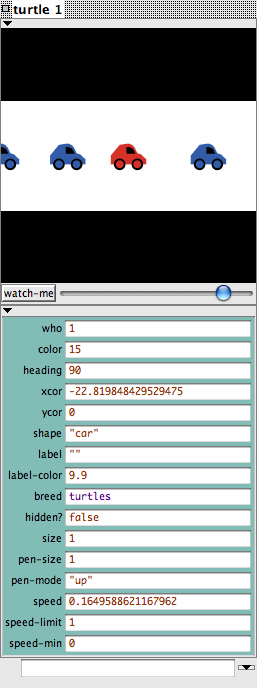 turtle 1
watch-me
who 1
color 15
heading 90
xcor -22.819848429529475
ycor 0
shape "car"
label ""
label-color 9.9
breed turtles
hidden? false
size 1
pen-size 1
pen-mode "up"
speed 0.1649588621167962
speed-limit 1
speed-min 0